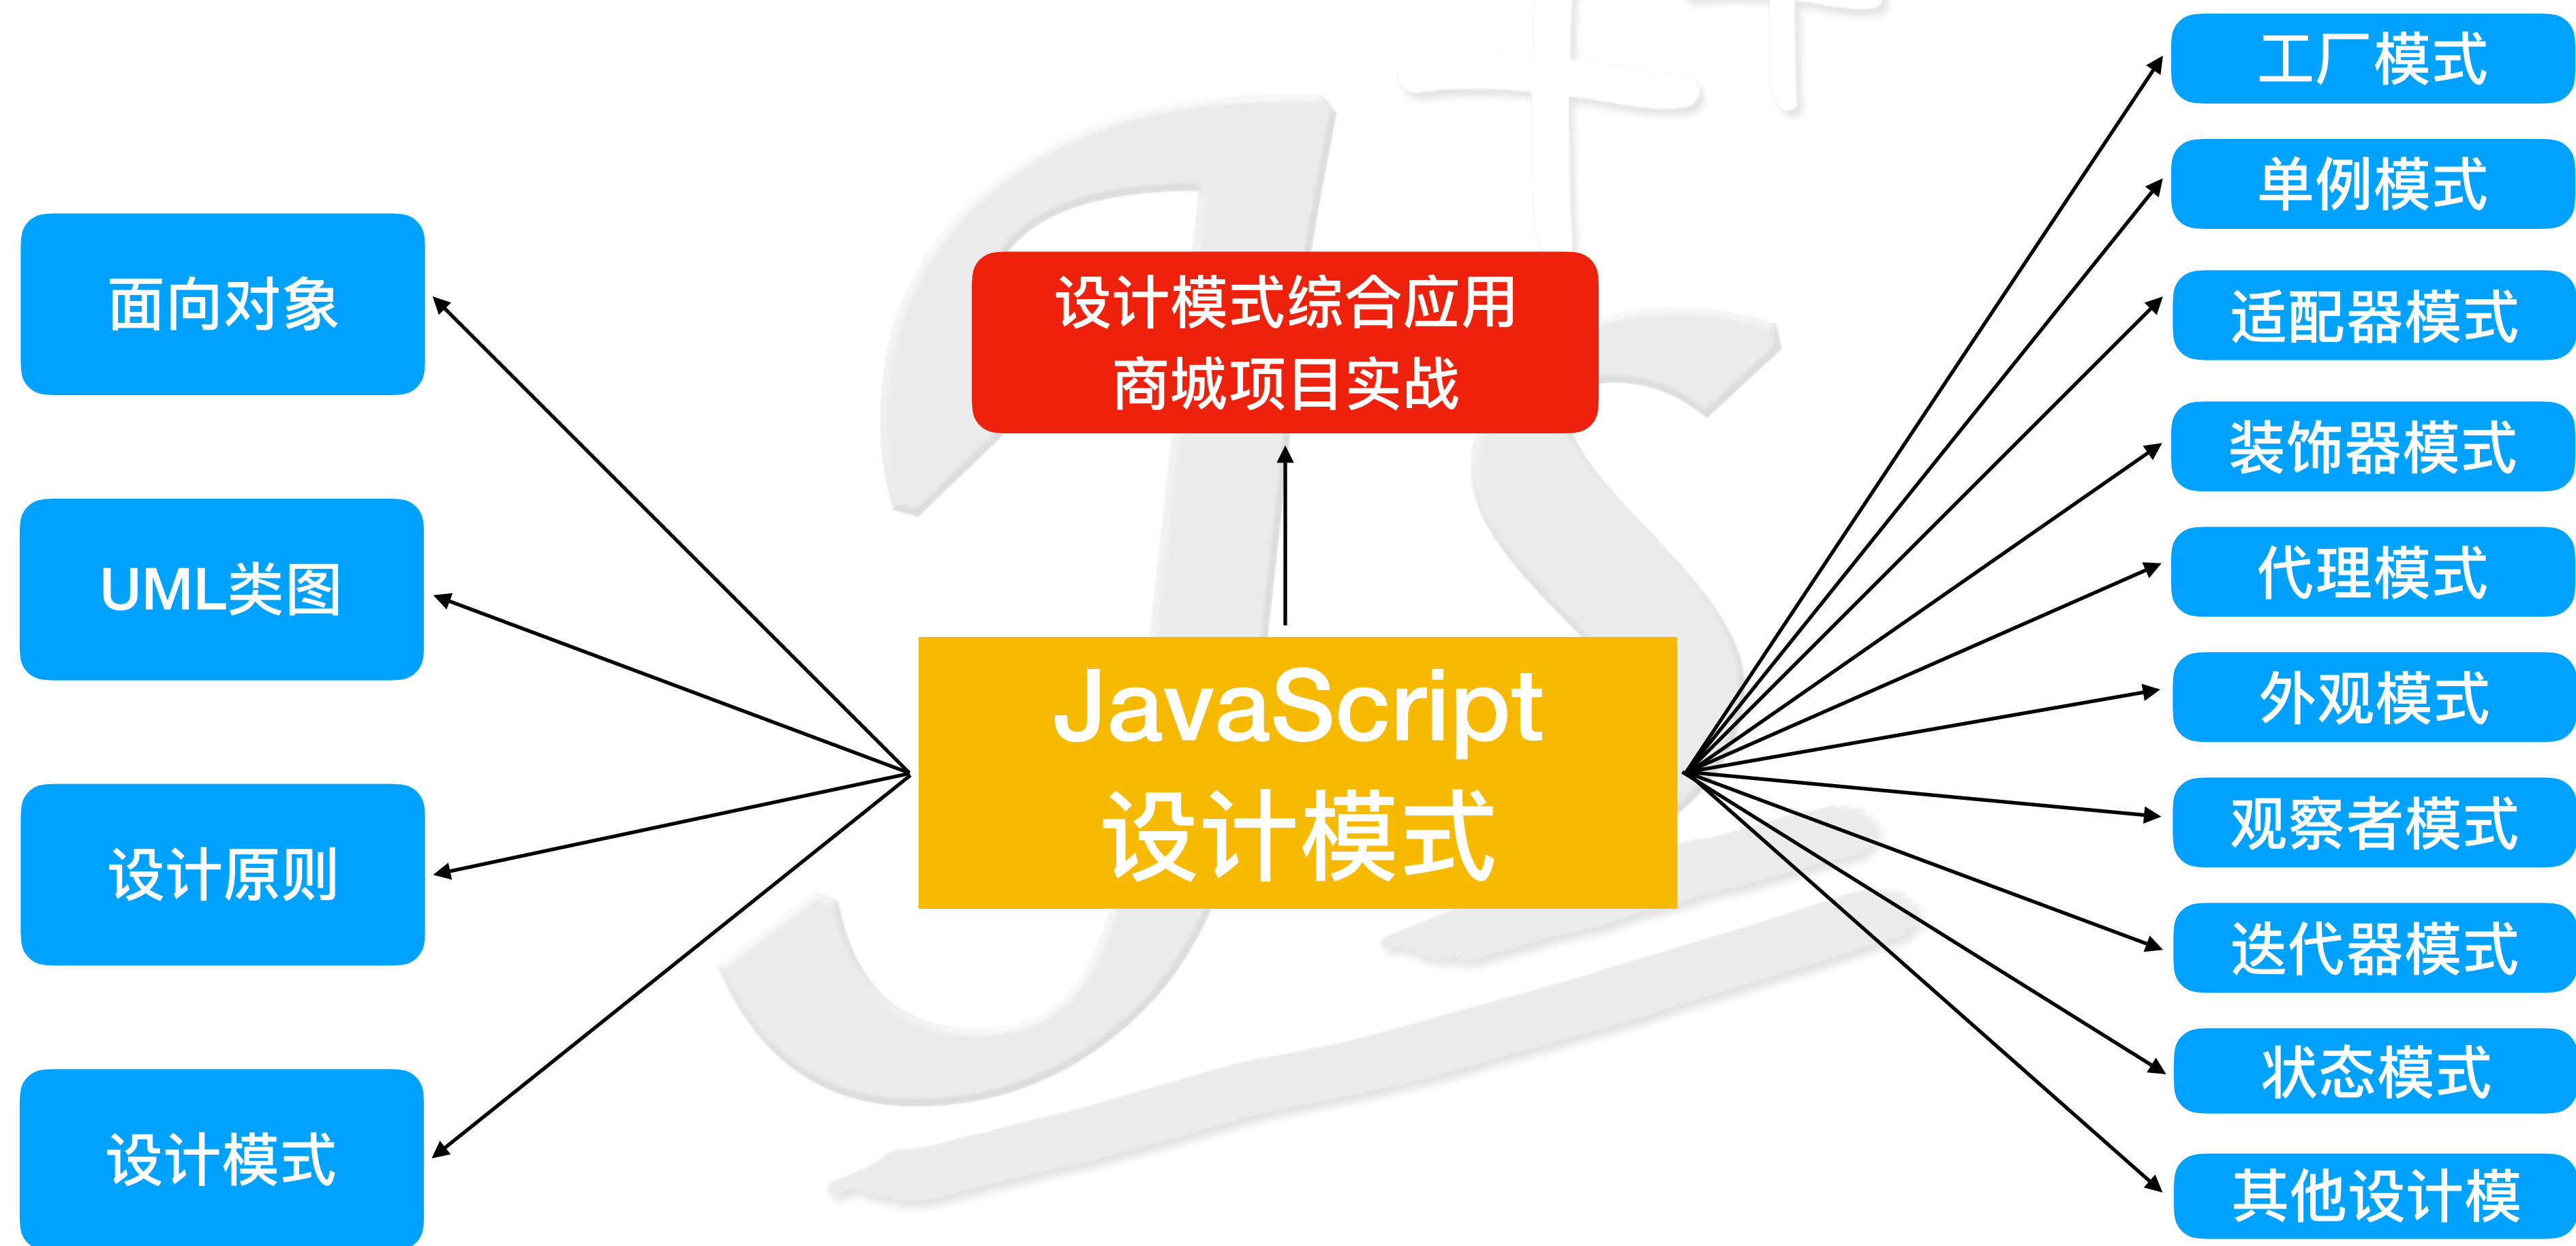 面向对象
UML类图
设计原则
设计模式
设计模式综合应用
商城项目实战
JavaScript
设计模式
工厂模式
单例模式
适配器模式
装饰器模式
代理模式
外观模式
观察者模式
迭代器模式
状态模式
其他设计模